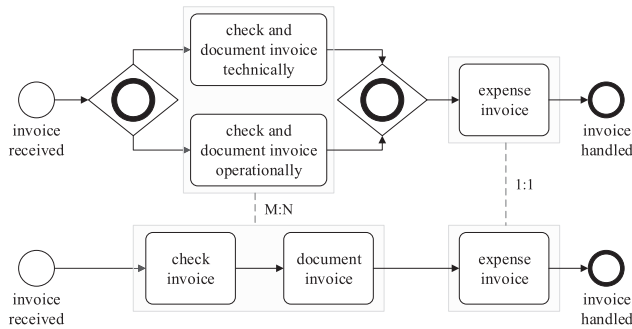 check and
document invoice
technically
invoice
received
check and
document invoice
operationally
expense
invoice
invoice
handled
M:N
1:1
check
invoice
document
invoice
expense
invoice
invoice
received
invoice
handled